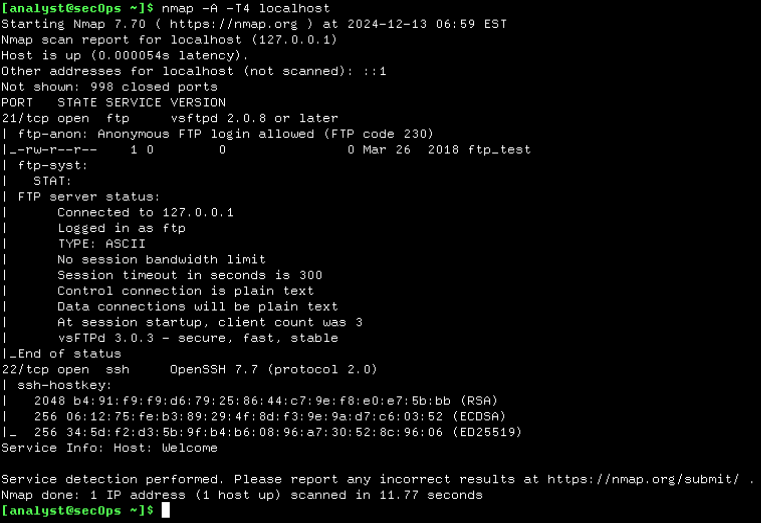 [analyst@secOps ~]$ nmap -A -T4 localhost
Starting Nmap 7.70 ( https://nmap.org ) at 2024-12-13 06:59 EST
Nmap scan report for localhost (127.0.0.1)
Host is up (0.000054s latency).
Other addresses for localhost (not scanned): ::1
Not shown: 998 closed ports
PORT   STATE SERVICE VERSION
21/tcp open  ftp     vsftpd 2.0.8 or later
| ftp-anon: Anonymous FTP login allowed (FTP code 230)
|_-rw-r--r--    1 0        0               0 Mar 26  2018 ftp_test
| ftp-syst:
|   STAT:
| FTP server status:
|      Connected to 127.0.0.1
|      Logged in as ftp
|      TYPE: ASCII
|      No session bandwidth limit
|      Session timeout in seconds is 300
|      Control connection is plain text
|      Data connections will be plain text
|      At session startup, client count was 3
|      vsFTPd 3.0.3 - secure, fast, stable
|_End of status
22/tcp open  ssh     OpenSSH 7.7 (protocol 2.0)
| ssh-hostkey:
|   2048 b4:91:f9:f9:d6:79:25:86:44:c7:9e:f8:e0:e7:5b:bb (RSA)
|   256 06:12:75:fe:b3:89:29:4f:8d:f3:9e:9a:d7:c6:03:52 (ECDSA)
|_  256 34:5d:f2:d3:5b:9f:b4:b6:08:96:a7:30:52:8c:96:06 (ED25519)
Service Info: Host: Welcome

Service detection performed. Please report any incorrect results at https://nmap.org/submit/ .
Nmap done: 1 IP address (1 host up) scanned in 11.77 seconds
[analyst@secOps ~]$